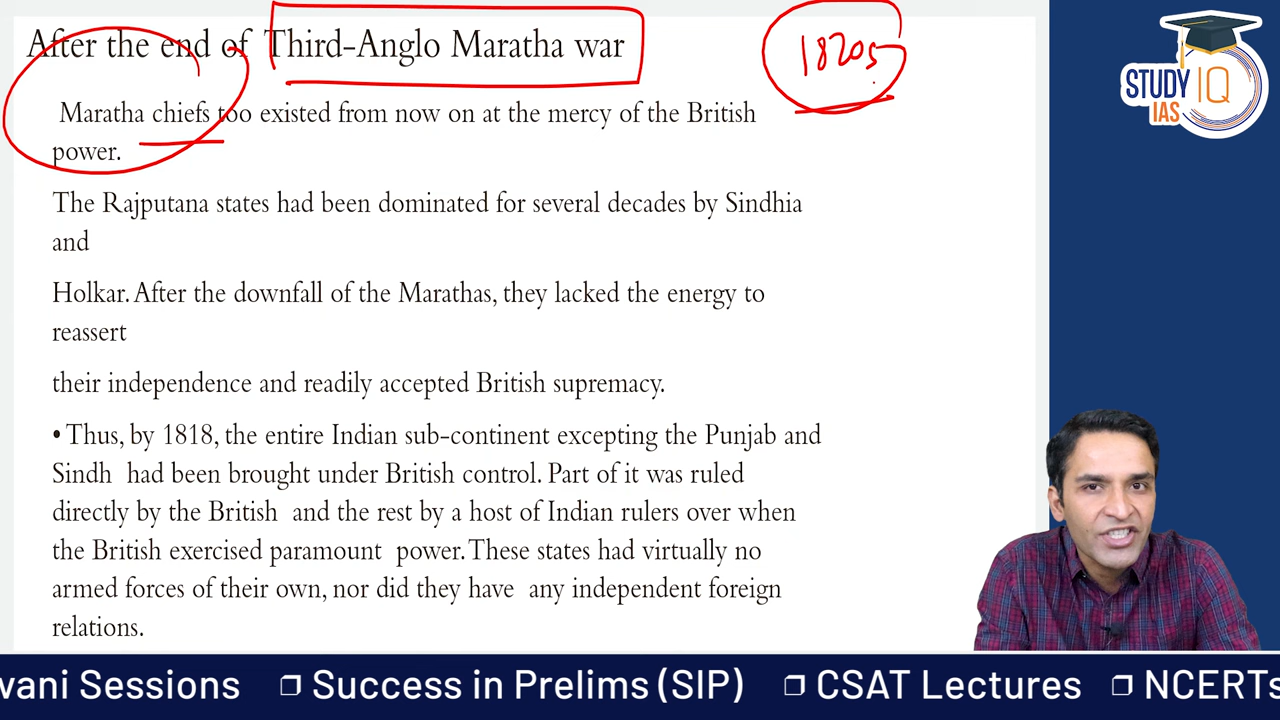 After the end of Third-Anglo Maratha war
1820s
STUDY IQ
IAS
Maratha chiefs too existed from now on at the mercy of the British
power.
The Rajputana states had been dominated for several decades by Sindhia
and
Holkar. After the downfall of the Marathas, they lacked the energy to
reassert
their independence and readily accepted British supremacy.
• Thus, by 1818, the entire Indian sub-continent excepting the Punjab and
Sindh had been brought under British control. Part of it was ruled
directly by the British and the rest by a host of Indian rulers over when
the British exercised paramount power. These states had virtually no
armed forces of their own, nor did they have any independent foreign
relations.
vani Sessions ❐ Success in Prelims (SIP) ❐ CSAT Lectures ❐ NCERTs